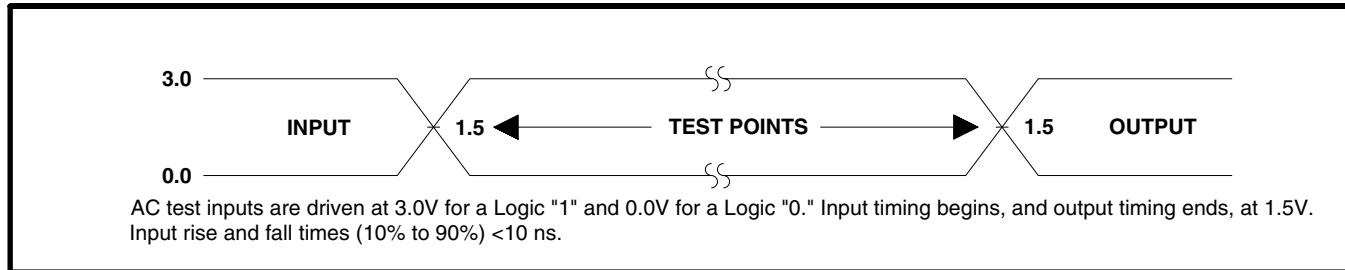 3.0
INPUT 1.5 TEST POINTS 1.5 OUTPUT
0.0
AC test inputs are driven at 3.0V for a Logic "1" and 0.0V for a Logic "0." Input timing begins, and output timing ends, at 1.5V.
Input rise and fall times (10% to 90%) <10 ns.